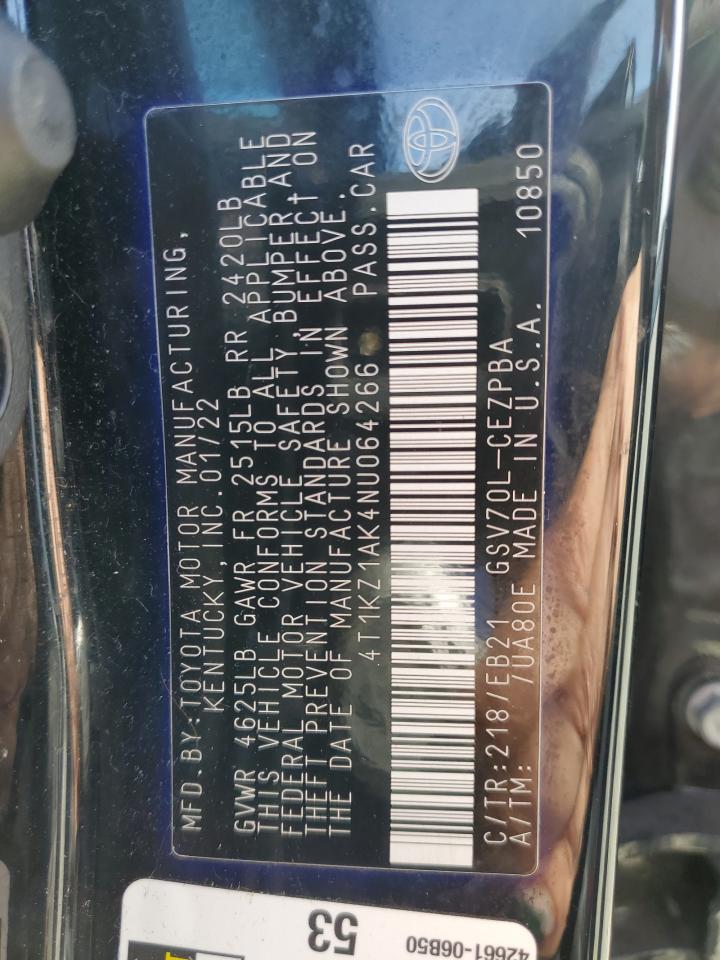 MFD.BY:TOYOTA MOTOR MANUFACTURING,
KENTUCKY, INC.01/22
GVWR 4625LB GAWR FR 2515LB RR 2420LB
THIS VEHICLE CONFORMS TO ALL APPLICABLE
FEDERAL MOTOR VEHICLE SAFETY,BUMPER,AND
THEFT PREVENTION STANDARDS IN EFFECT ON
THE DATE OF MANUFACTURE SHOWN ABOVE.
4T1KZ1AK4NU064266 PASS.CAR
C/TR:218/EB21 GSV70L-CEZPBA
A/TM: /UA80E MADE IN U.S.A. 10850
53
42661-06B50